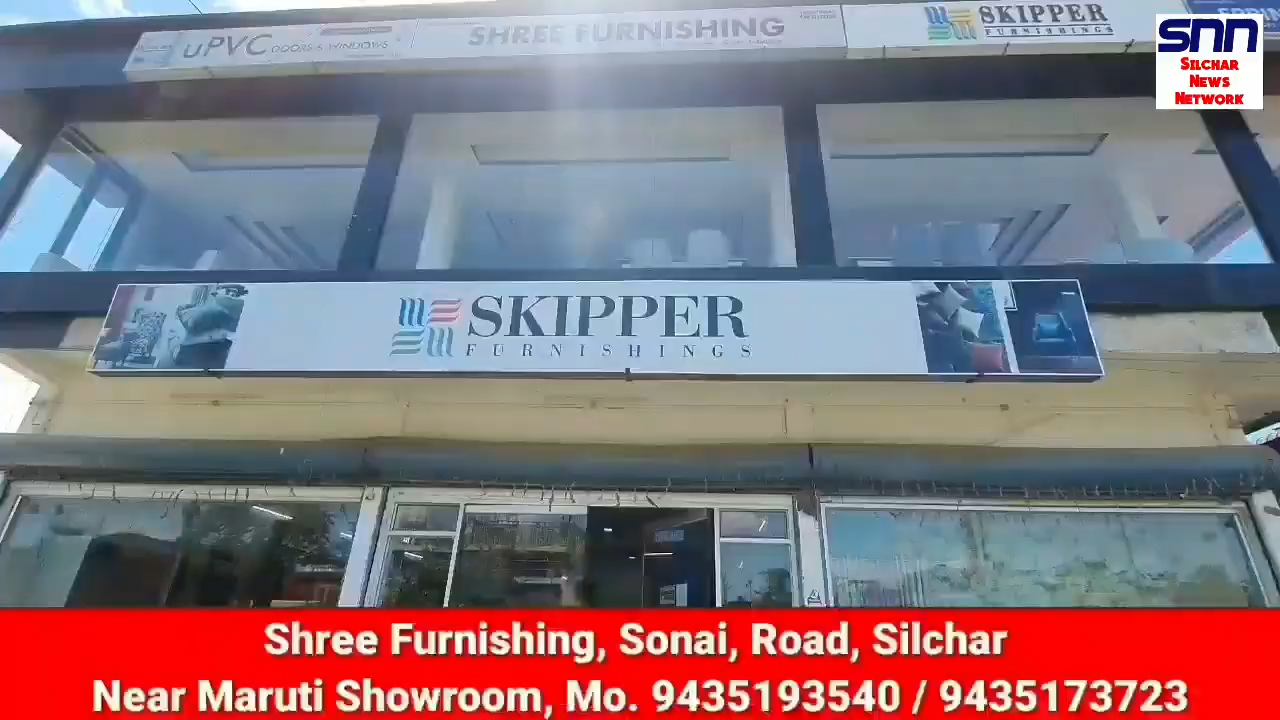 uPVC DOORS & WINDOWS
SHREE FURNISHING
SKIPPER
FURNISHINGS
snn
SILCHAR
NEWS
NETWORK
SKIPPER
FURNISHINGS
Shree Furnishing, Sonai, Road, Silchar
Near Maruti Showroom, Mo. 9435193540 / 9435173723